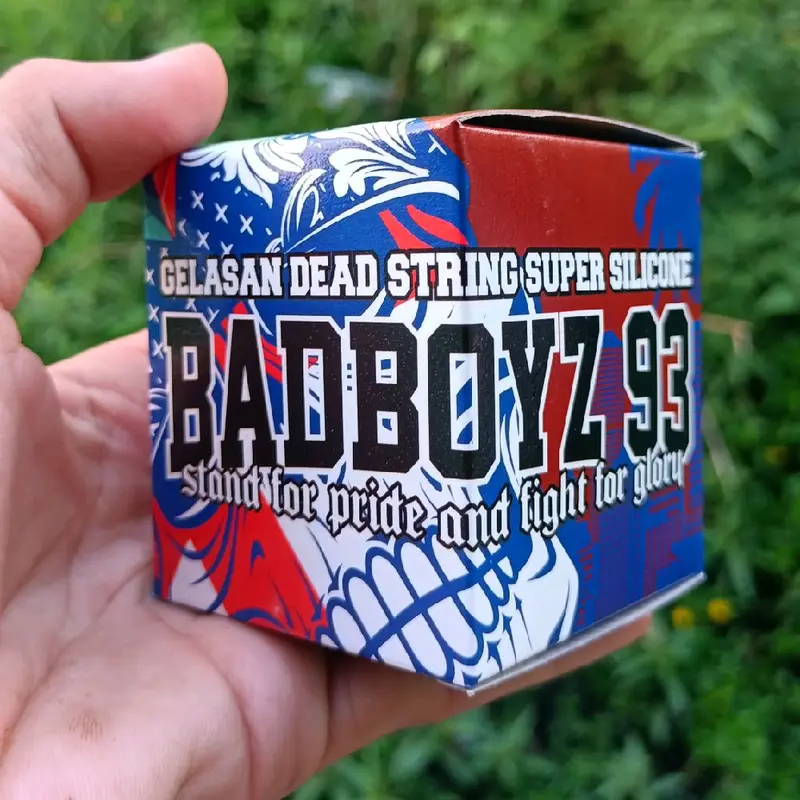 GELASAN DEAD STRING SUPER SILICONE
BADBOYZ 93
stand for pride and fight for glory